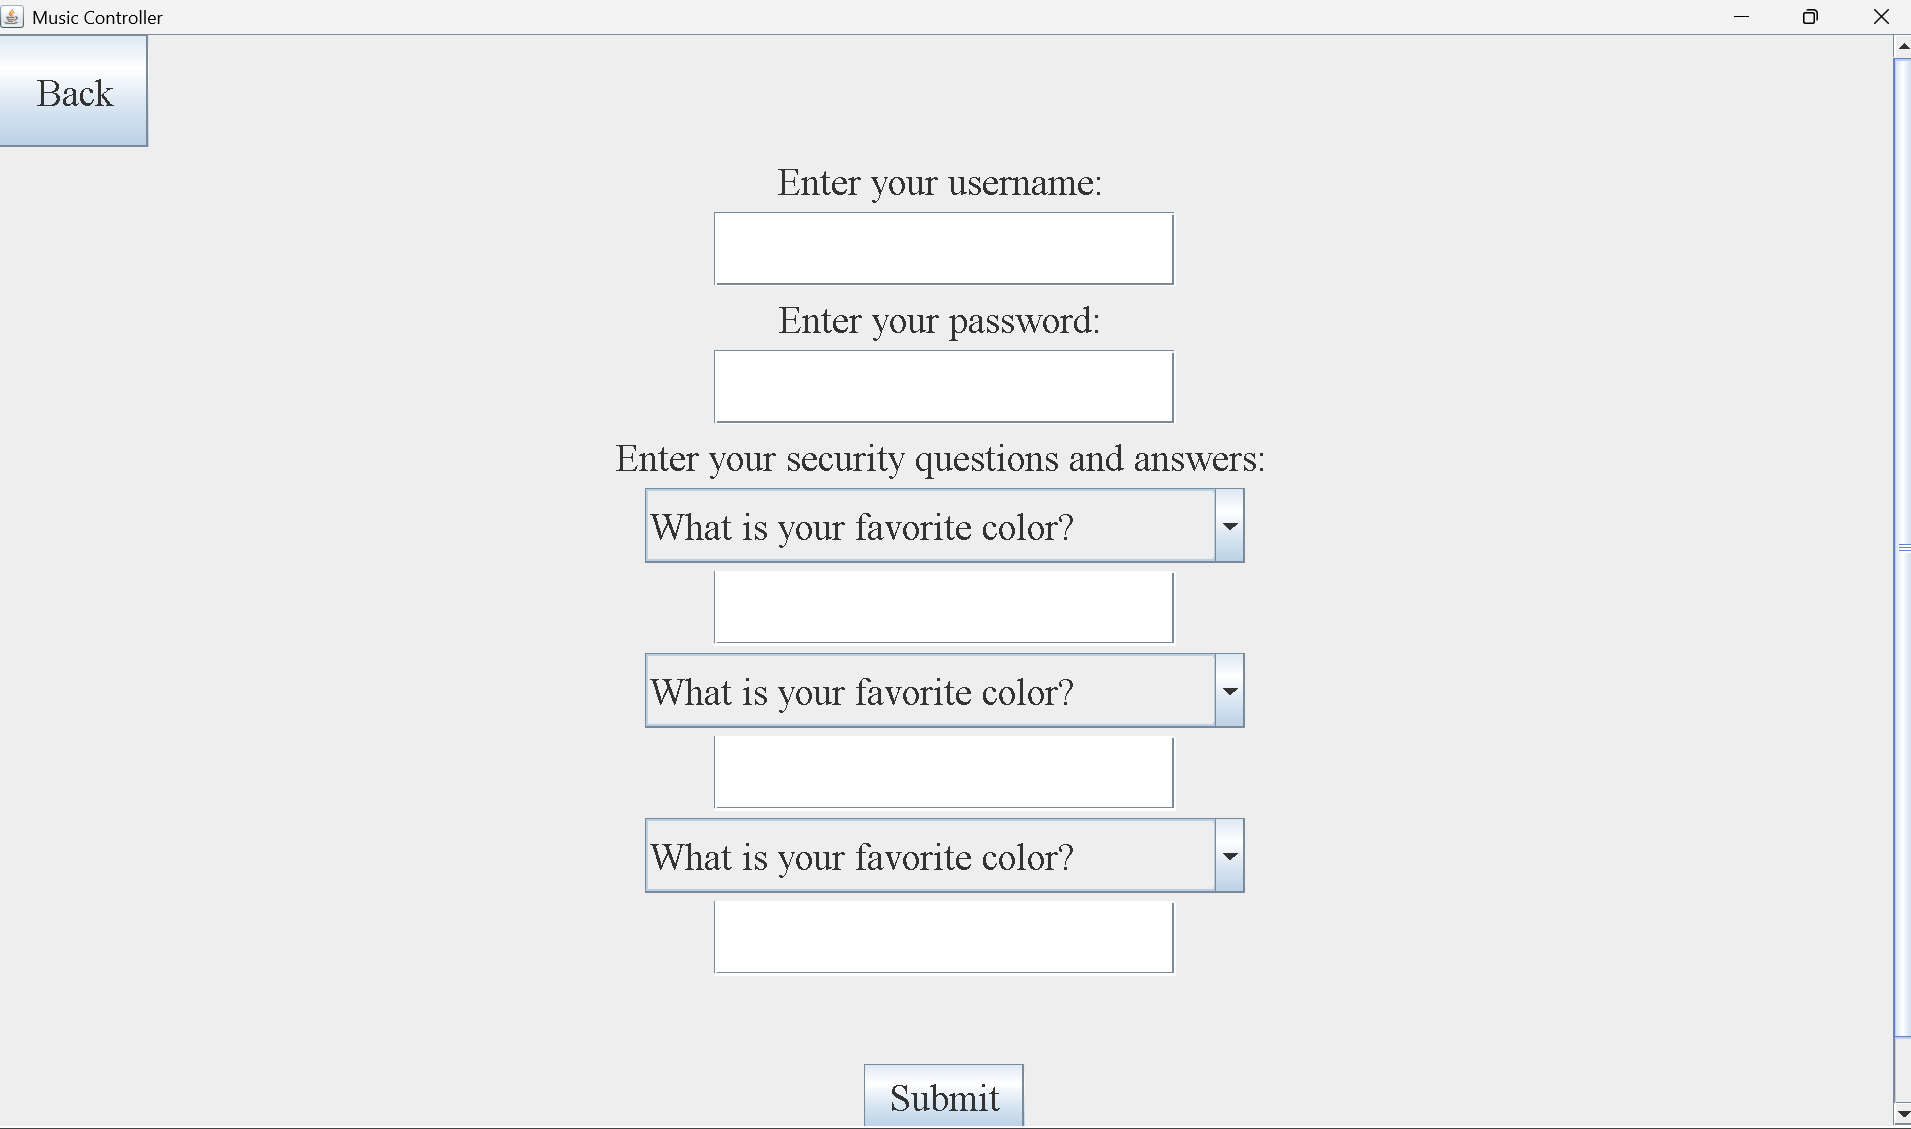 Music Controller
Back
Enter your username:
Enter your password:
Enter your security questions and answers:
What is your favorite color?
What is your favorite color?
What is your favorite color?
Submit